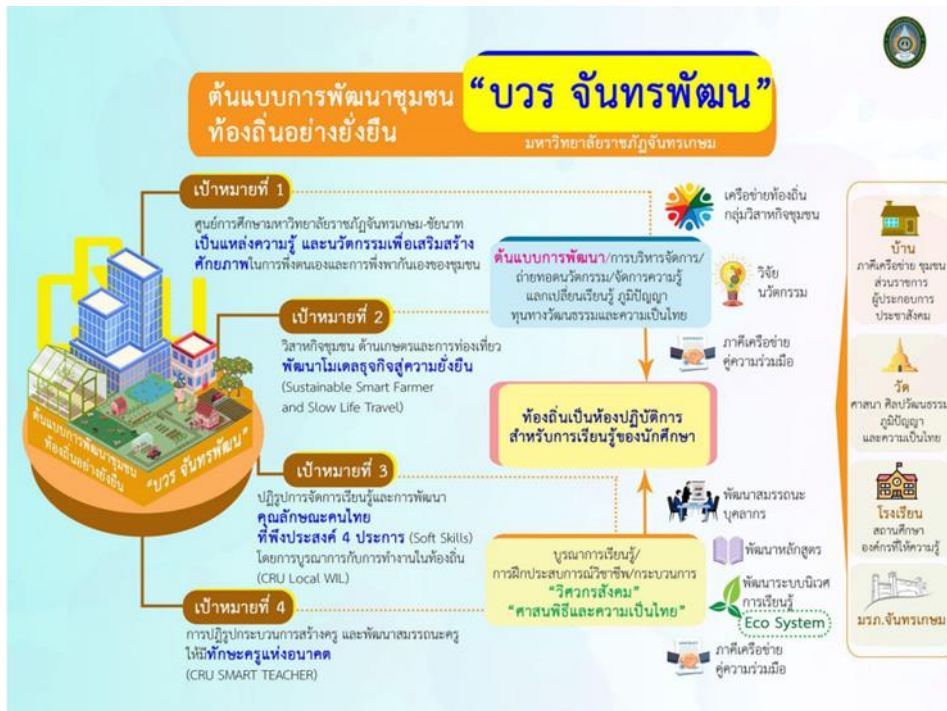 ต้นแบบการพัฒนาชุมชน
ท้องถิ่นอย่างยั่งยืน
“บวร จันทรพัฒน”
มหาวิทยาลัยราชภัฏจันทรเกษม
เป้าหมายที่ 1
ศูนย์การศึกษามหาวิทยาลัยราชภัฏจันทรเกษม-ชัยนาท
เป็นแหล่งความรู้ และนวัตกรรมเพื่อเสริมสร้าง
ศักยภาพในการพึ่งตนเองและการพึ่งพากันเองของชุมชน
เป้าหมายที่ 2
วิสาหกิจชุมชน ด้านเกษตรและการท่องเที่ยว
พัฒนาโมเดลธุจกิจสู่ความยั่งยืน
(Sustainable Smart Farmer
and Slow Life Travel)
ต้นแบบการพัฒนาชุมชน
ท้องถิ่นอย่างยั่งยืน
“บวร จันทรพัฒน”
เป้าหมายที่ 3
ปฏิรูปการจัดการเรียนรู้และการพัฒนา
คุณลักษณะคนไทย
ที่พึงประสงค์ 4 ประการ (Soft Skills)
โดยการบูรณาการกับการทำงานในท้องถิ่น
(CRU Local WIL)
เป้าหมายที่ 4
การปฏิรูปกระบวนการสร้างครู และพัฒนาสมรรถนะครู
ให้มีทักษะครูแห่งอนาคต
(CRU SMART TEACHER)
ต้นแบบการพัฒนา/การบริหารจัดการ/
ถ่ายทอดนวัตกรรม/จัดการความรู้
แลกเปลี่ยนเรียนรู้ ภูมิปัญญา
ทุนทางวัฒนธรรมและความเป็นไทย
ท้องถิ่นเป็นห้องปฏิบัติการ
สำหรับการเรียนรู้ของนักศึกษา
บูรณาการเรียนรู้/
การฝึกประสบการณ์วิชาชีพ/กระบวนการ
“วิศวกรสังคม”
“ศาสนพิธีและความเป็นไทย”
เครือข่ายท้องถิ่น
กลุ่มวิสาหกิจชุมชน
วิจัย
นวัตกรรม
ภาคีเครือข่าย
คู่ความร่วมมือ
พัฒนาสมรรถนะ
บุคลากร
พัฒนาหลักสูตร
พัฒนาระบบนิเวศ
การเรียนรู้
Eco System
ภาคีเครือข่าย
คู่ความร่วมมือ
บ้าน
ภาคีเครือข่าย ชุมชน
ส่วนราชการ
ผู้ประกอบการ
ประชาสังคม
วัด
ศาสนา ศิลปวัฒนธรรม
ภูมิปัญญา
และความเป็นไทย
โรงเรียน
สถานศึกษา
องค์กรที่ให้ความรู้
มรภ.จันทรเกษม